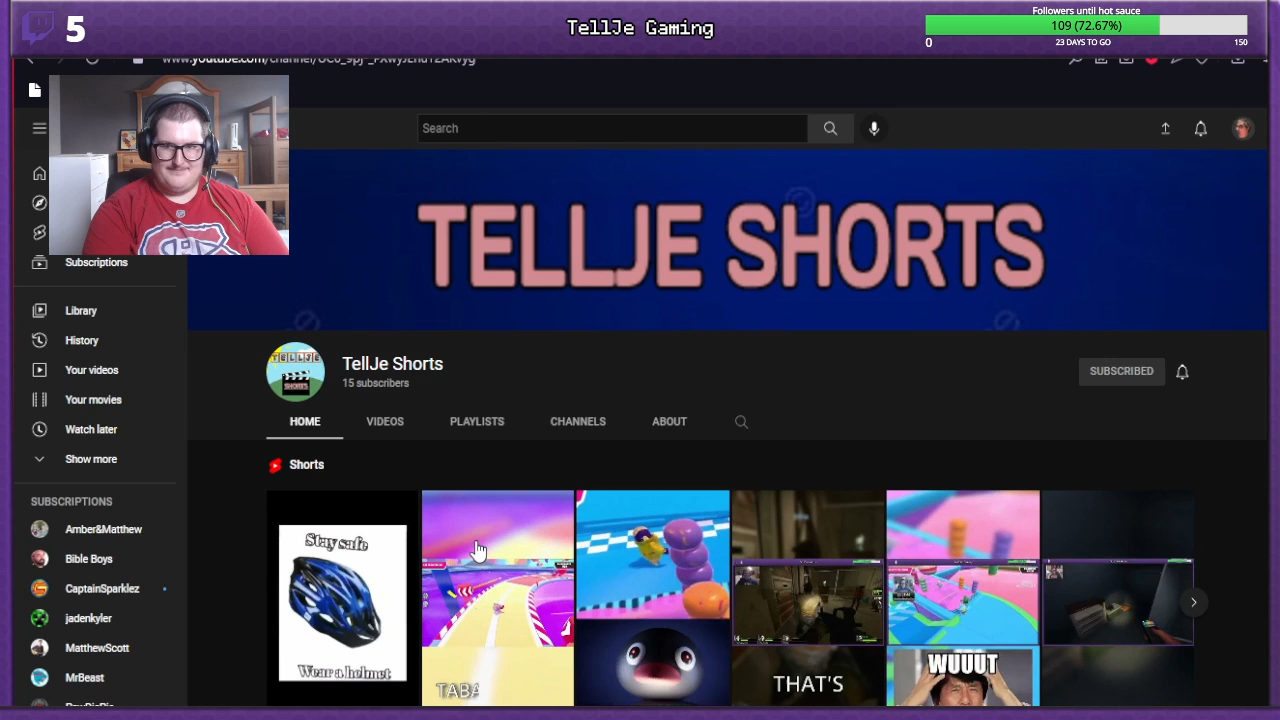 5
TellJe Gaming
Followers until hot sauce
109 (72.67%)
0
23 DAYS TO GO
150
Search
TELLJE SHORTS
Subscriptions
Library
History
Your videos
Your movies
Watch later
Show more
SUBSCRIPTIONS
Amber&Matthew
Bible Boys
CaptainSparklez
jadenkyler
MatthewScott
MrBeast
TELLJE
SHORTS
TellJe Shorts
15 subscribers
SUBSCRIBED
HOME
VIDEOS
PLAYLISTS
CHANNELS
ABOUT
Shorts
Stay safe
Wear a helmet
THAT'S
WUUUT